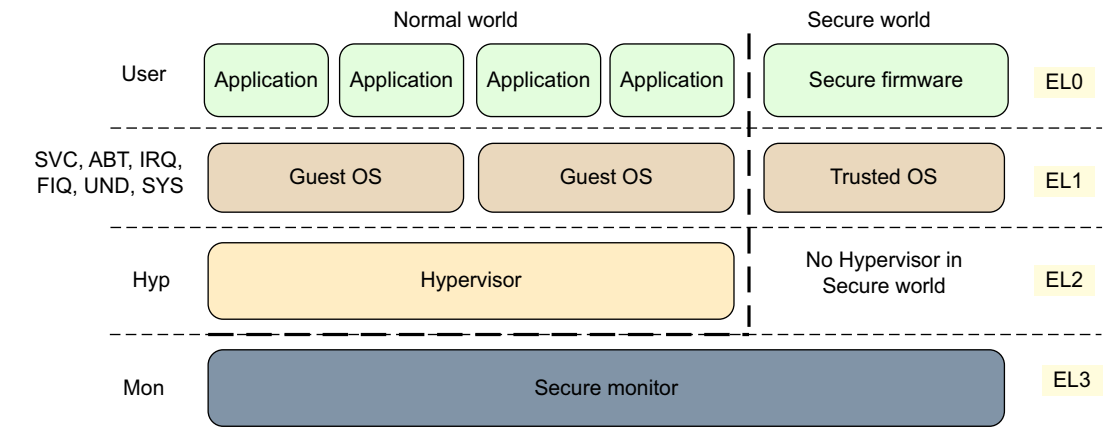 Normal world
Secure world
User
Application
Application
Application
Application
Secure firmware
EL0
SVC, ABT, IRQ,
FIQ, UND, SYS
Guest OS
Guest OS
Trusted OS
EL1
Hyp
Hypervisor
No Hypervisor in
Secure world
EL2
Mon
Secure monitor
EL3